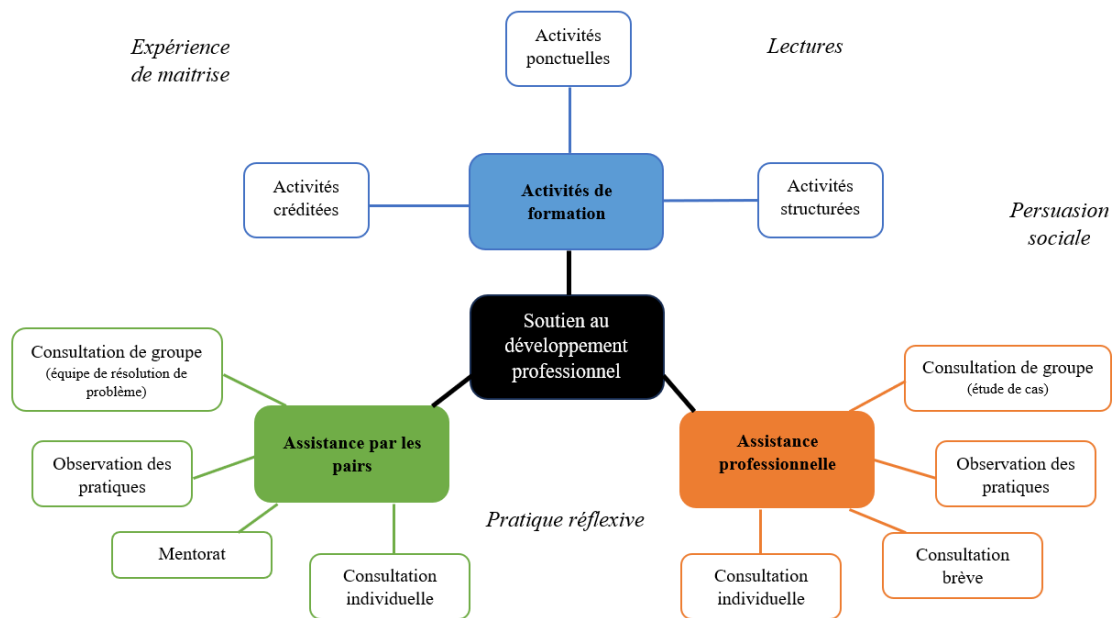 Expérience
de maitrise
Activités
ponctuelles
Lectures
Activités
créditées
Activités de
formation
Activités
structurées
Persuasion
sociale
Soutien au
développement
professionnel
Consultation de groupe
(équipe de résolution de
problème)
Consultation de groupe
(étude de cas)
Assistance par les
pairs
Assistance
professionnelle
Observation des
pratiques
Observation des
pratiques
Pratique réflexive
Mentorat
Consultation
brève
Consultation
individuelle
Consultation
individuelle